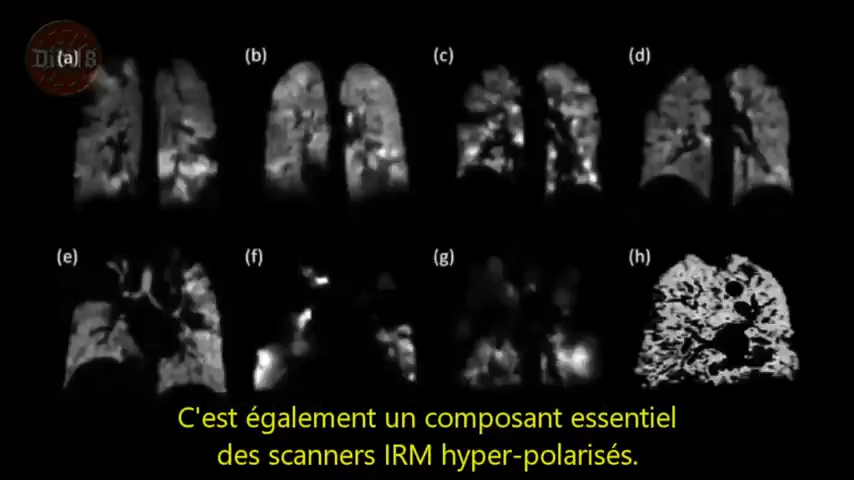 (a) (b) (c) (d)
(e) (f) (g) (h)
C'est également un composant essentiel
des scanners IRM hyper-polarisés.